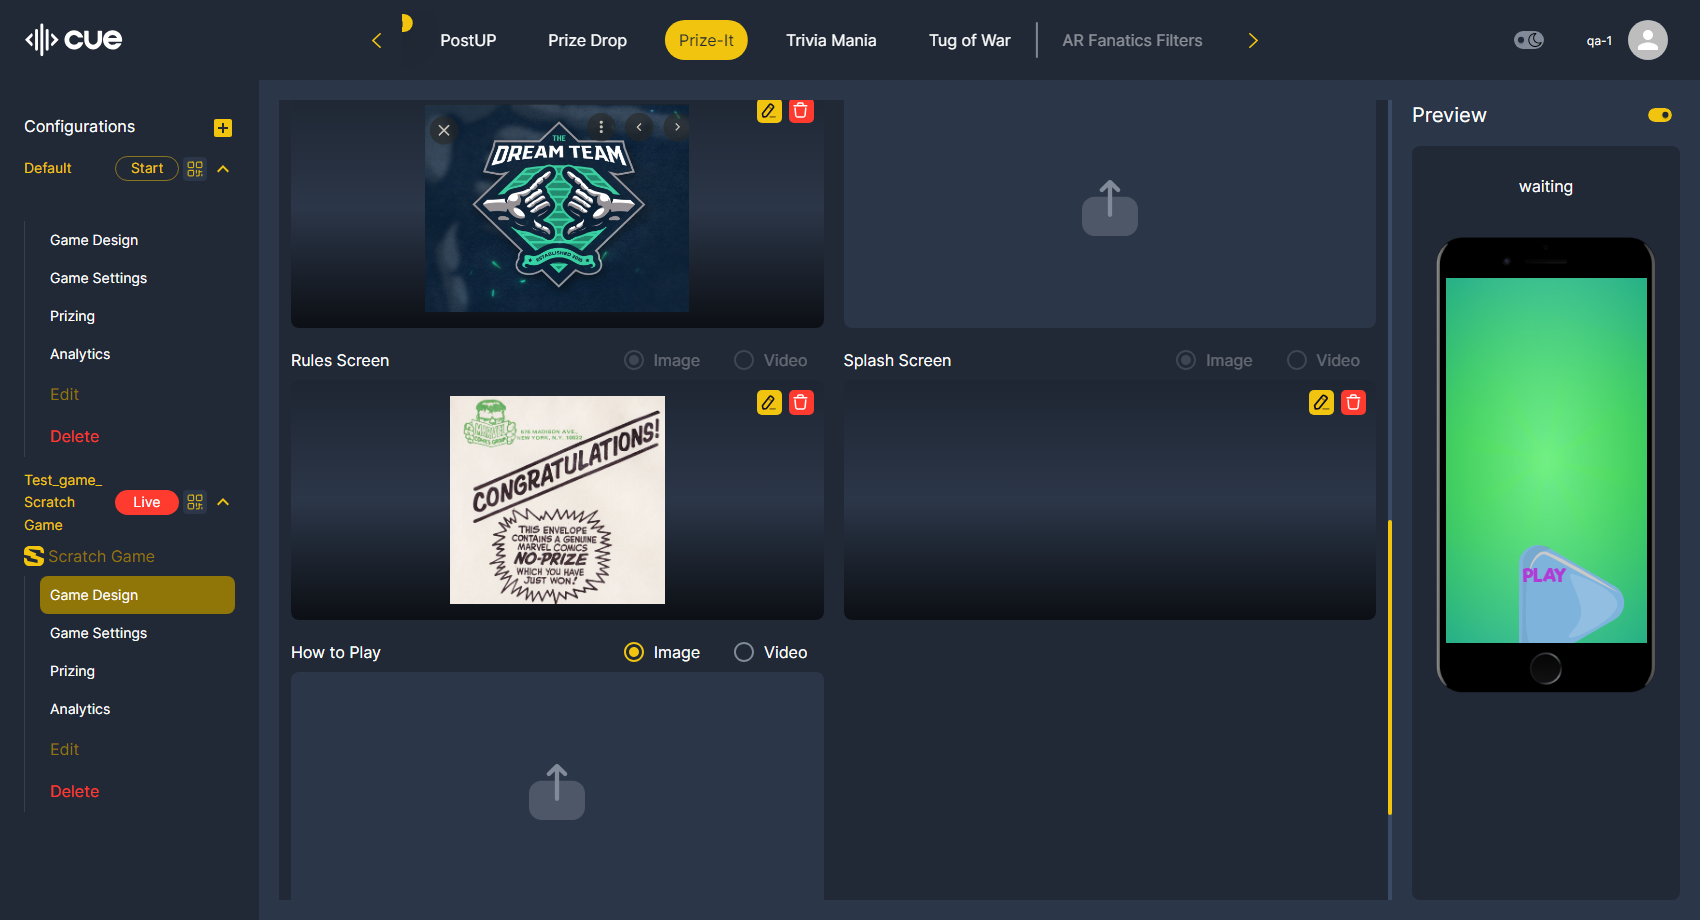 cue
PostUP
Prize Drop
Prize-It
Trivia Mania
Tug of War
AR Fanatics Filters
qa-1
Configurations
Default
Start
Game Design
Game Settings
Prizing
Analytics
Edit
Delete
Test_game_
Scratch
Game
Live
Scratch Game
Game Design
Game Settings
Prizing
Analytics
Edit
Delete
THE
DREAM TEAM
Rules Screen
Image
Video
Splash Screen
Image
Video
MADISON AVE.,
NEW YORK, N.Y. 10022
CONGRATULATIONS!
THIS ENVELOPE
CONTAINS A GENUINE
MARVEL COMICS
NO-PRIZE
WHICH YOU HAVE
JUST WON!
How to Play
Image
Video
Preview
waiting
PLAY